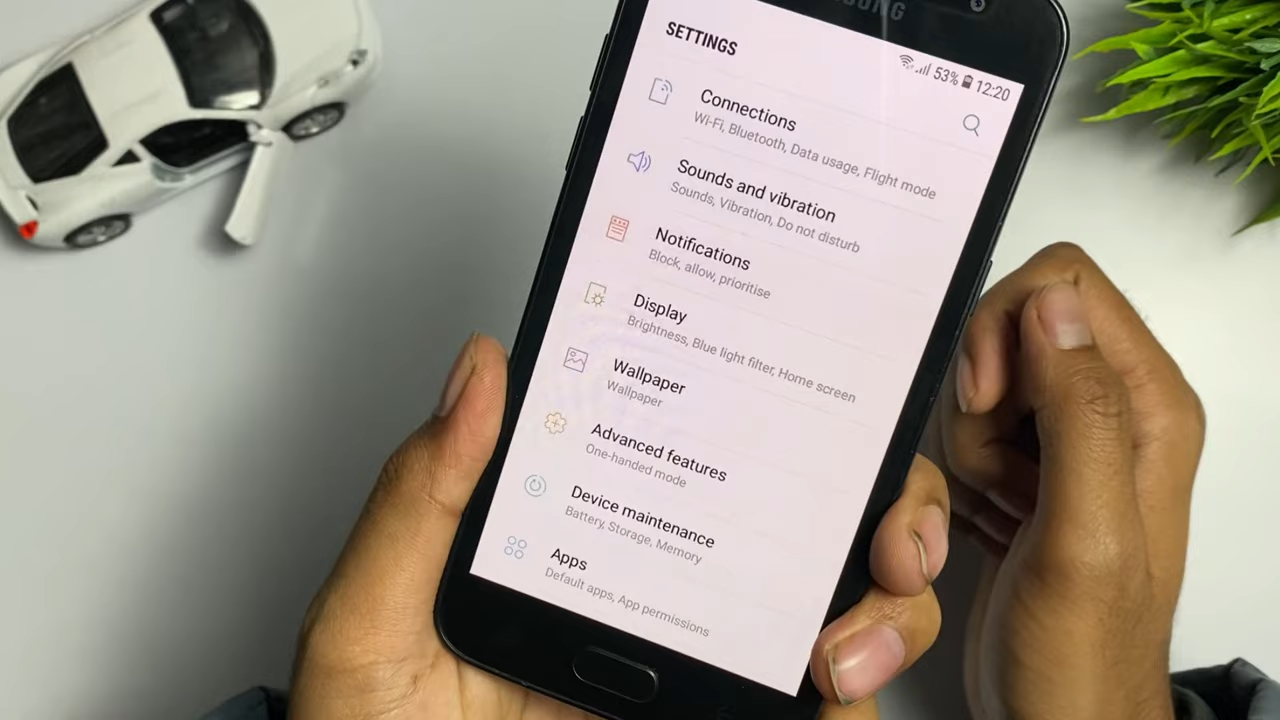 SAMSUNG
53% 12:20
SETTINGS
Connections
Wi-Fi, Bluetooth, Data usage, Flight mode
Sounds and vibration
Sounds, Vibration, Do not disturb
Notifications
Block, allow, prioritise
Display
Brightness, Blue light filter, Home screen
Wallpaper
Wallpaper
Advanced features
One-handed mode
Device maintenance
Battery, Storage, Memory
Apps
Default apps, App permissions